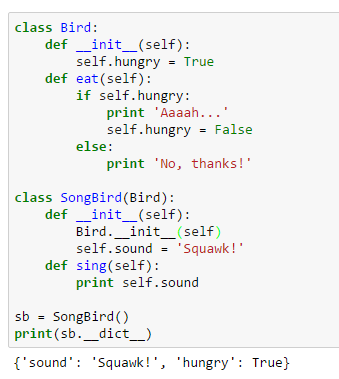 class Bird:
    def __init__(self):
        self.hungry = True
    def eat(self):
        if self.hungry:
            print 'Aaaah...'
            self.hungry = False
        else:
            print 'No, thanks!'

class SongBird(Bird):
    def __init__(self):
        Bird.__init__(self)
        self.sound = 'Squawk!'
    def sing(self):
        print self.sound

sb = SongBird()
print(sb.__dict__)
{'sound': 'Squawk!', 'hungry': True}